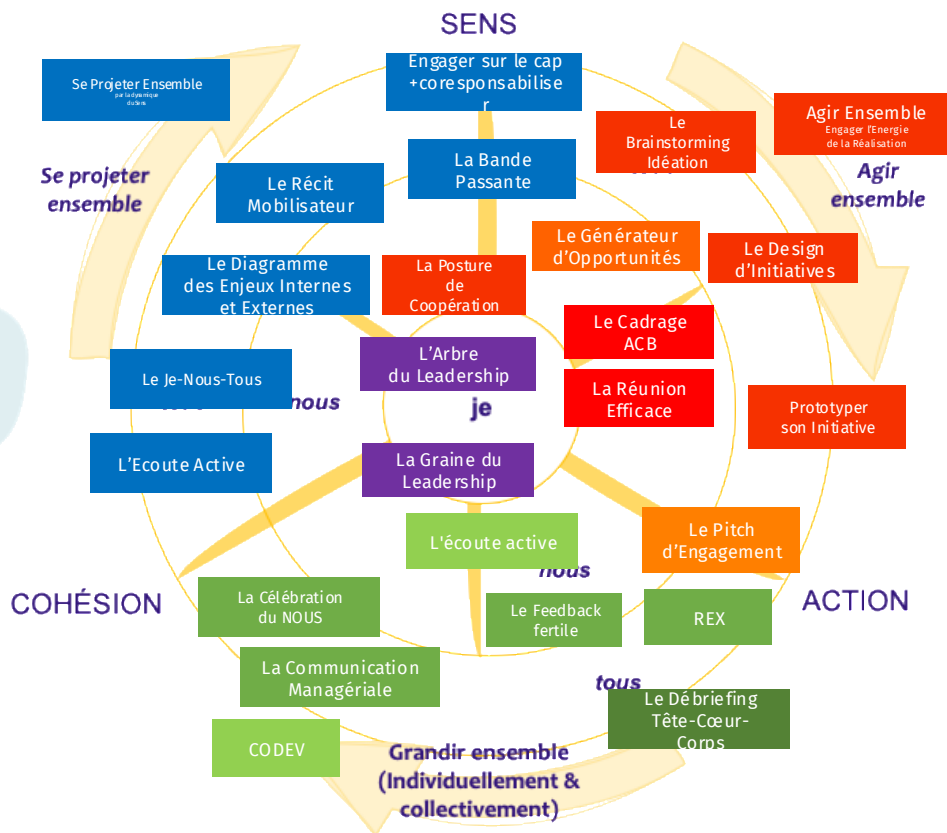 SENS
Engager sur le cap
+coresponsabilise
r
Se Projeter Ensemble
par la dynamique
du Sens
Le
Brainstorming
Idéation
Agir Ensemble
Engager l'Energie
de la Réalisation
La Bande
Passante
Se projeter
ensemble
Agir
ensemble
Le Récit
Mobilisateur
Le Générateur
d'Opportunités
Le Design
d'Initiatives
Le Diagramme
des Enjeux Internes
et Externes
La Posture
de
Coopération
Le Cadrage
ACB
L'Arbre
du Leadership
Le Je-Nous-Tous
nous
je
La Réunion
Efficace
Prototyper
son Initiative
L'Ecoute Active
La Graine du
Leadership
L'écoute active
Le Pitch
d'Engagement
nous
COHÉSION
ACTION
La Célébration
du NOUS
Le Feedback
fertile
REX
La Communication
Managériale
tous
Le Débriefing
Tête-Cœur-
Corps
CODEV
Grandir ensemble
(Individuellement &
collectivement)